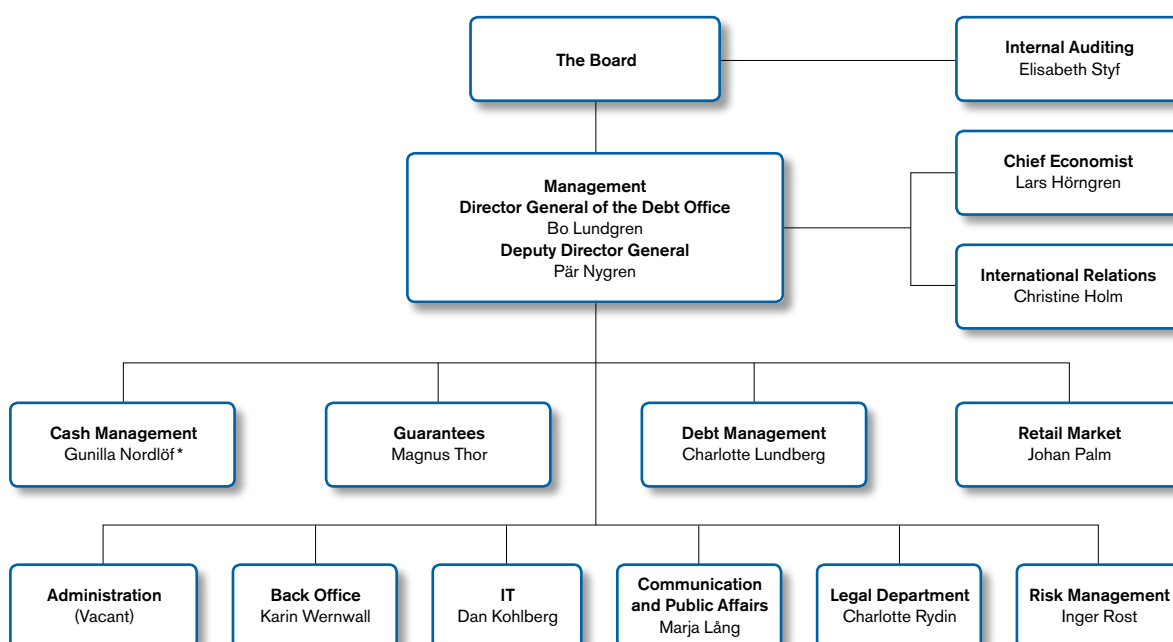 The Board
Internal Auditing
Elisabeth Styf
Management
Director General of the Debt Office
Bo Lundgren
Deputy Director General
Pär Nygren
Chief Economist
Lars Hörngren
International Relations
Christine Holm
Cash Management
Gunilla Nordlöf*
Guarantees
Magnus Thor
Debt Management
Charlotte Lundberg
Retail Market
Johan Palm
Administration
(Vacant)
Back Office
Karin Wernwall
IT
Dan Kohlberg
Communication
and Public Affairs
Marja Lång
Legal Department
Charlotte Rydin
Risk Management
Inger Rost